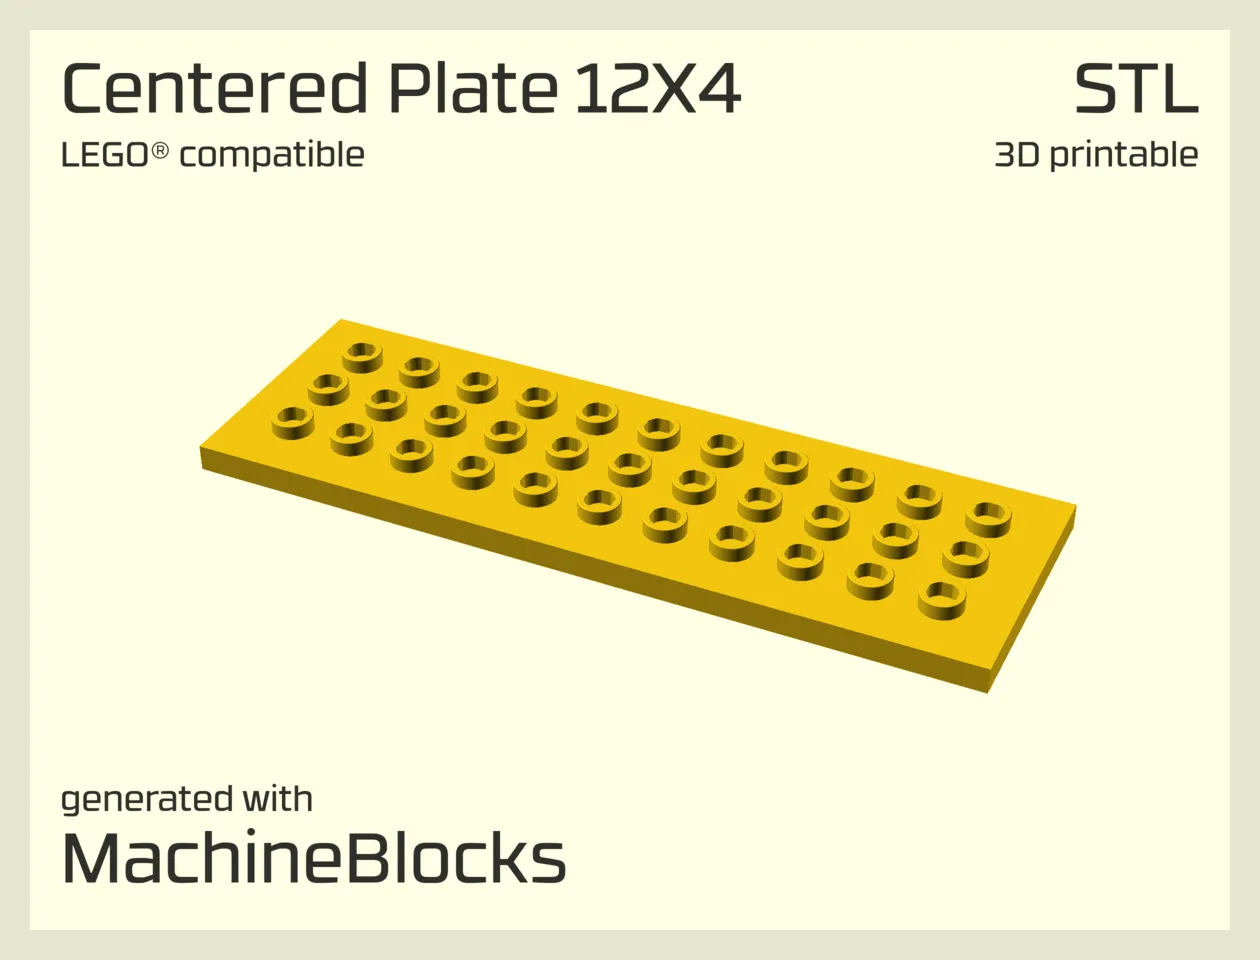 Centered Plate 12X4
STL
LEGO® compatible
3D printable
generated with
MachineBlocks